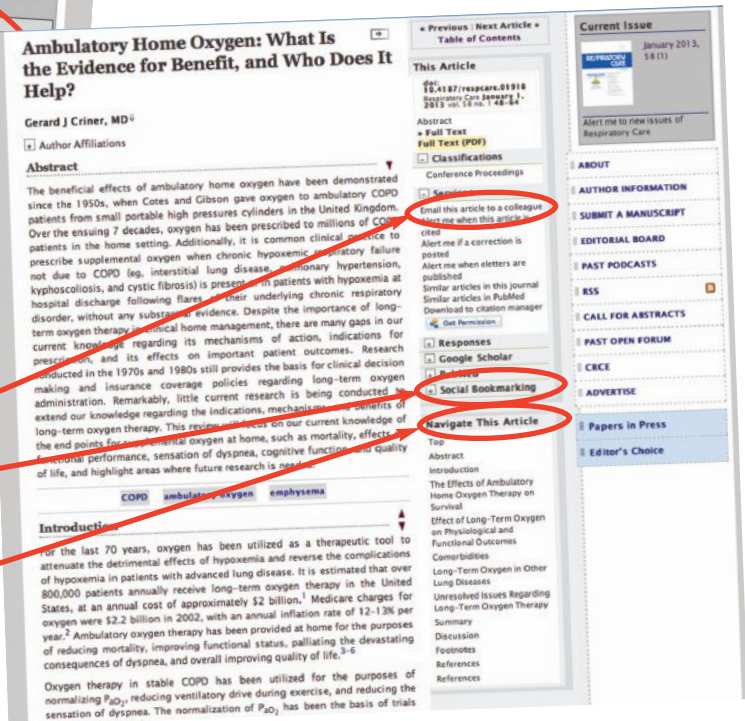 Ambulatory Home Oxygen: What Is
the Evidence for Benefit, and Who Does It
Help?
Gerard J Criner, MD
Author Affiliations
Abstract
The beneficial effects of ambulatory home oxygen have been demonstrated
since the 1950s, when Cotes and Gibson gave oxygen to ambulatory COPD
patients from small portable high pressures cylinders in the United Kingdom.
Over the ensuing 7 decades, oxygen has been prescribed to millions of COPD
patients in the home setting. Additionally, it is common clinical practice to
prescribe supplemental oxygen when chronic hypoxemic respiratory failure
not due to COPD (eg, interstitial lung disease, pulmonary hypertension,
kyphoscoliosis, and cystic fibrosis) is present or in patients with hypoxemia at
hospital discharge following flares of their underlying chronic respiratory
disorder, without any substantial evidence. Despite the importance of long-
term oxygen therapy in clinical home management, there are many gaps in our
current knowledge regarding its mechanisms of action, indications for
prescription, and its effects on important patient outcomes. Research
conducted in the 1970s and 1980s still provides the basis for clinical decision
making and insurance coverage policies regarding long-term oxygen
administration. Remarkably, little current research is being conducted to
extend our knowledge regarding the indications, mechanisms, benefits of
long-term oxygen therapy. This review will focus on our current knowledge of
the end points for supplemental oxygen at home, such as mortality, effects
functional performance, sensation of dyspnea, cognitive function, quality
of life, and highlight areas where future research is needed.
COPD ambulatory oxygen emphysema
Introduction
For the last 70 years, oxygen has been utilized as a therapeutic tool to
attenuate the detrimental effects of hypoxemia and reverse the complications
of hypoxemia in patients with advanced lung disease. It is estimated that over
800,000 patients annually receive long-term oxygen therapy in the United
States, at an annual cost of approximately $2 billion.1 Medicare charges for
oxygen were $2.2 billion in 2002, with an annual inflation rate of 12-13% per
year.2 Ambulatory oxygen therapy has been provided at home for the purposes
of reducing mortality, improving functional status, palliating the devastating
consequences of dyspnea, and overall improving quality of life.3-6
Oxygen therapy in stable COPD has been utilized for the purposes of
normalizing PaO2, reducing ventilatory drive during exercise, and reducing the
sensation of dyspnea. The normalization of PaO2 has been the basis of trials
« Previous | Next Article »
Table of Contents
This Article
doi:
10.4187/respcare.01918
Respiratory Care January 1,
2013 vol. 58 no. 1 48-64
Abstract
» Full Text
Full Text (PDF)
Classifications
Conference Proceedings
Services
Email this article to a colleague
Alert me when this article is
cited
Alert me if a correction is
posted
Alert me when eletters are
published
Similar articles in this journal
Similar articles in PubMed
Download to citation manager
Get Permission
Responses
Google Scholar
PubMed
Social Bookmarking
Navigate This Article
Top
Abstract
Introduction
The Effects of Ambulatory
Home Oxygen Therapy on
Survival
Effect of Long-Term Oxygen
on Physiological and
Functional Outcomes
Comorbidities
Long-Term Oxygen in Other
Lung Diseases
Unresolved Issues Regarding
Long-Term Oxygen Therapy
Summary
Discussion
Footnotes
References
References
Current Issue
January 2013,
58 (1)
RESPIRATORY
CARE
Alert me to new issues of
Respiratory Care
ABOUT
AUTHOR INFORMATION
SUBMIT A MANUSCRIPT
EDITORIAL BOARD
PAST PODCASTS
RSS
CALL FOR ABSTRACTS
PAST OPEN FORUM
CRCE
ADVERTISE
Papers in Press
Editor's Choice